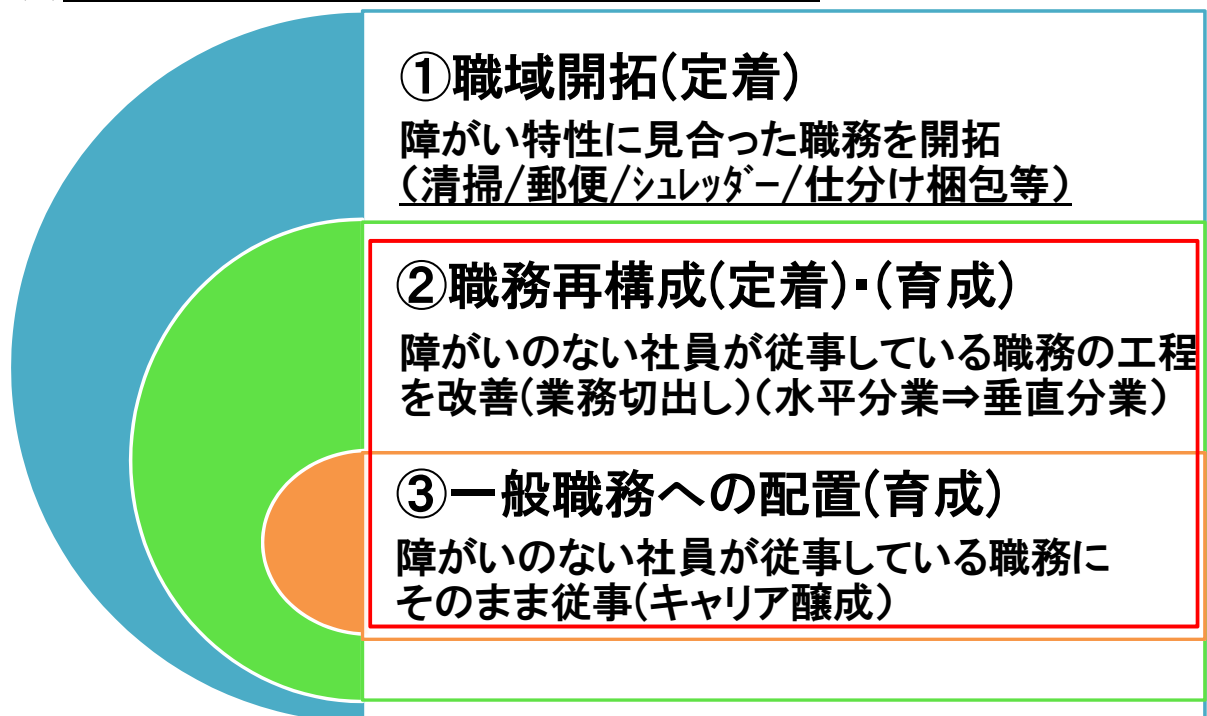 ①職域開拓(定着)
障がい特性に見合った職務を開拓
(清掃/郵便/ｼｭﾚｯﾀﾞｰ/仕分け梱包等)
②職務再構成(定着)・(育成)
障がいのない社員が従事している職務の工程
を改善(業務切出し)(水平分業⇒垂直分業)
③一般職務への配置(育成)
障がいのない社員が従事している職務に
そのまま従事(キャリア醸成)